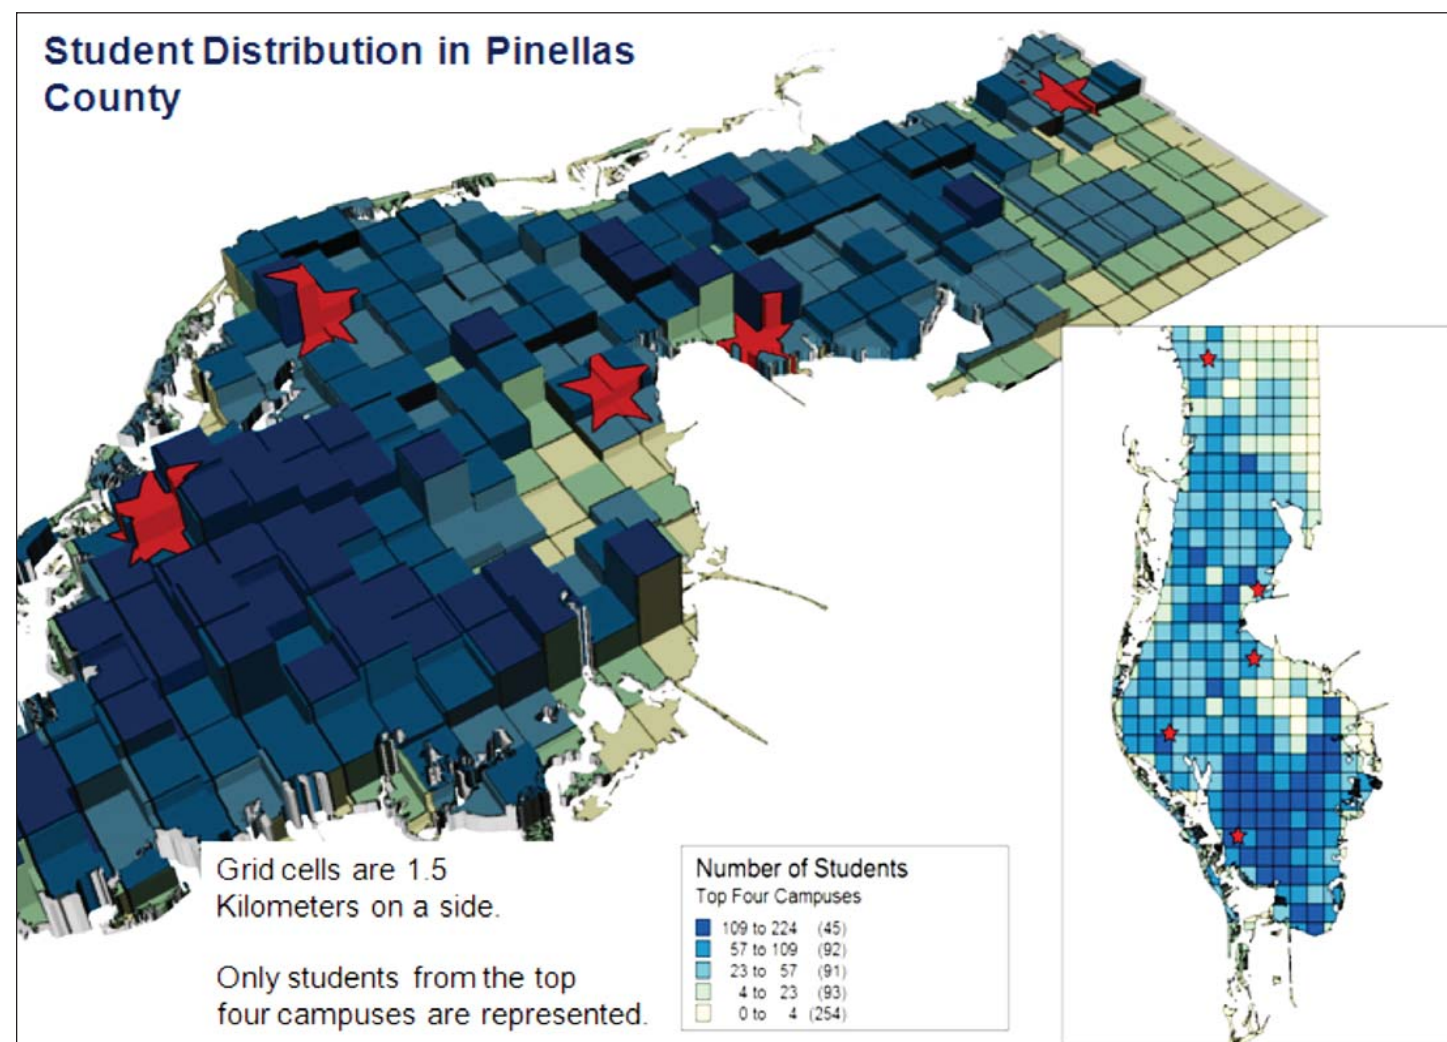 Student Distribution in Pinellas
County
Grid cells are 1.5
Kilometers on a side.
Only students from the top
four campuses are represented.
Number of Students
Top Four Campuses
109 to 224 (45)
57 to 109 (92)
23 to 57 (91)
4 to 23 (93)
0 to 4 (254)